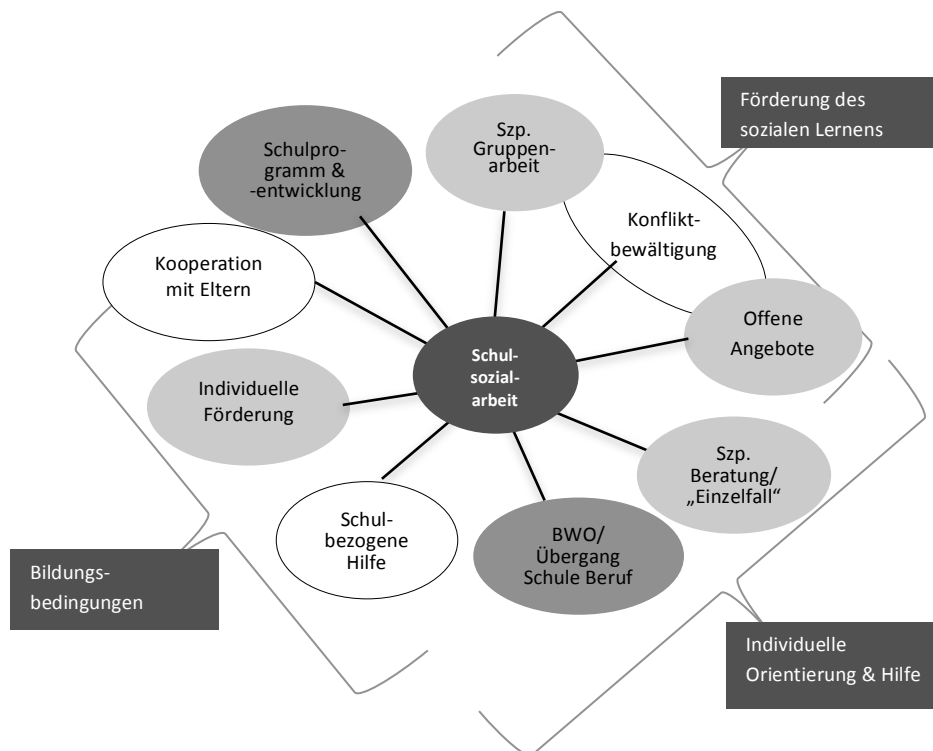 Förderung des
sozialen Lernens
Szp.
Gruppen-
arbeit
Schulpro-
gramm &
-entwicklung
Konflikt-
bewältigung
Kooperation
mit Eltern
Offene
Angebote
Schul-
sozial-
arbeit
Individuelle
Förderung
Szp.
Beratung/
„Einzelfall“
Schul-
bezogene
Hilfe
BWO/
Übergang
Schule Beruf
Bildungs-
bedingungen
Individuelle
Orientierung & Hilfe